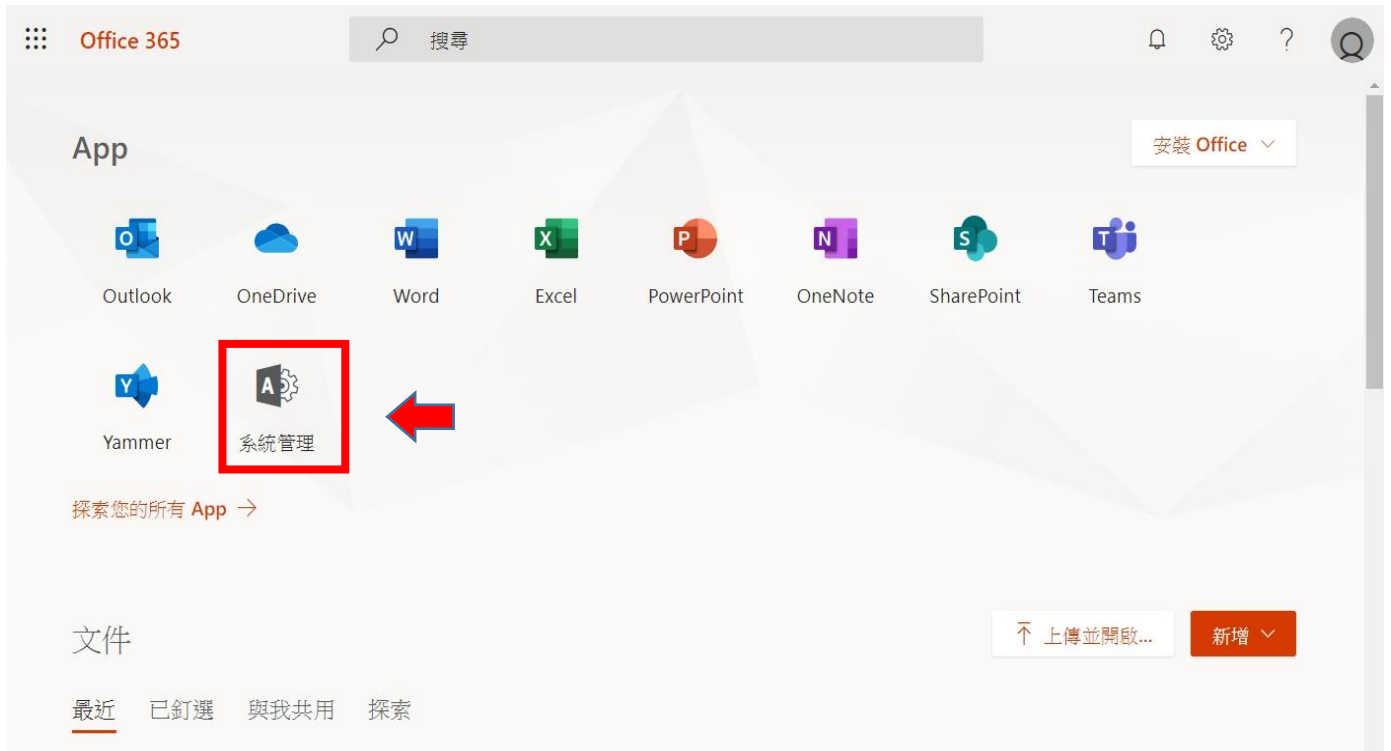 Office 365
搜尋
App
安裝 Office
Outlook OneDrive Word Excel PowerPoint OneNote SharePoint Teams
Yammer 系統管理
探索您的所有 App →
文件
上傳並開啟...
新增
最近 已釘選 與我共用 探索